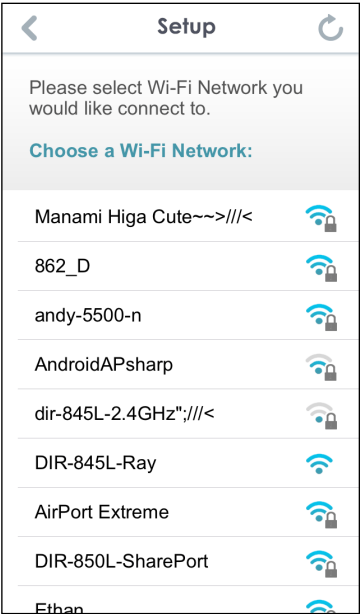 Setup
Please select Wi-Fi Network you
would like connect to.
Choose a Wi-Fi Network:
Manami Higa Cute~~>///<
862_D
andy-5500-n
AndroidAPsharp
dir-845L-2.4GHz";///<
DIR-845L-Ray
AirPort Extreme
DIR-850L-SharePort
Ethan